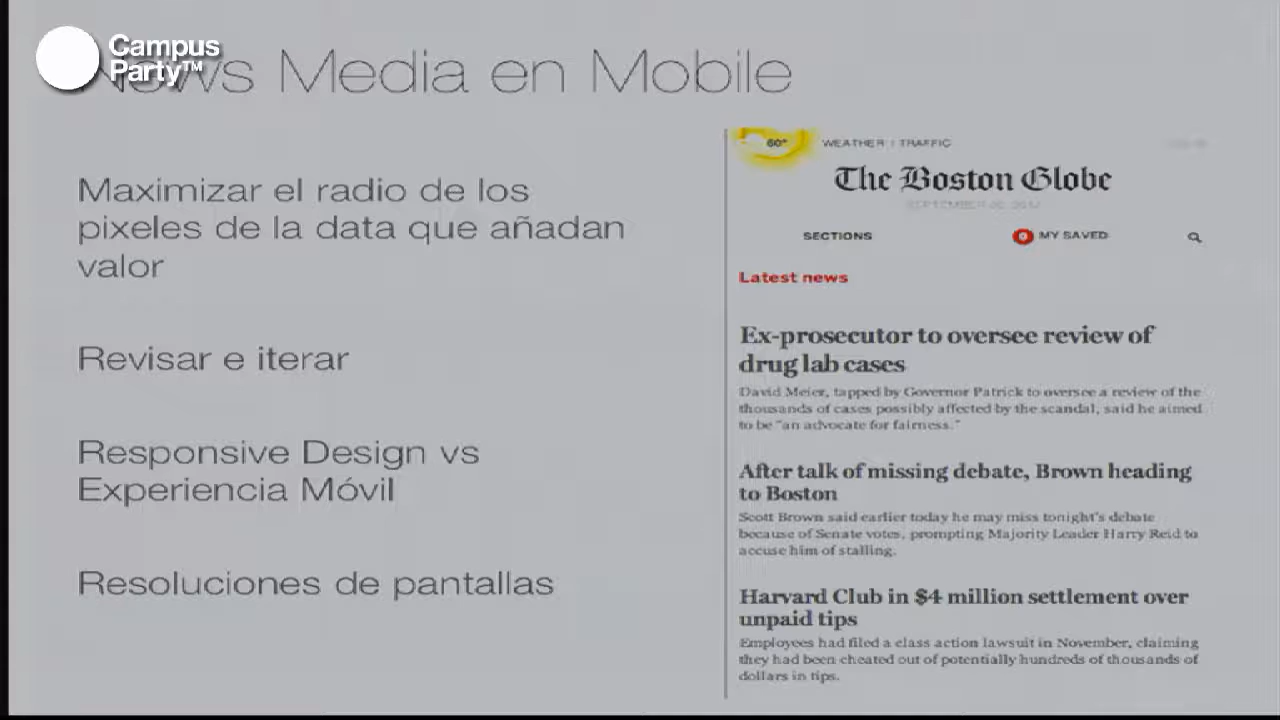 Campus
Party™
News Media en Mobile
Maximizar el radio de los
pixeles de la data que añadan
valor
Revisar e iterar
Responsive Design vs
Experiencia Móvil
Resoluciones de pantallas
60°
WEATHER | TRAFFIC
The Boston Globe
SECTIONS
0 MY SAVED
Latest news
Ex-prosecutor to oversee review of
drug lab cases
David Meier, tapped by Governor Patrick to oversee a review of the
thousands of cases possibly affected by the scandal, said he aimed
to be "an advocate for fairness."
After talk of missing debate, Brown heading
to Boston
Scott Brown said earlier today he may miss tonight's debate
because of Senate votes, prompting Majority Leader Harry Reid to
accuse him of stalling.
Harvard Club in $4 million settlement over
unpaid tips
Employees had filed a class action lawsuit in November, claiming
they had been cheated out of potentially hundreds of thousands of
dollars in tips.